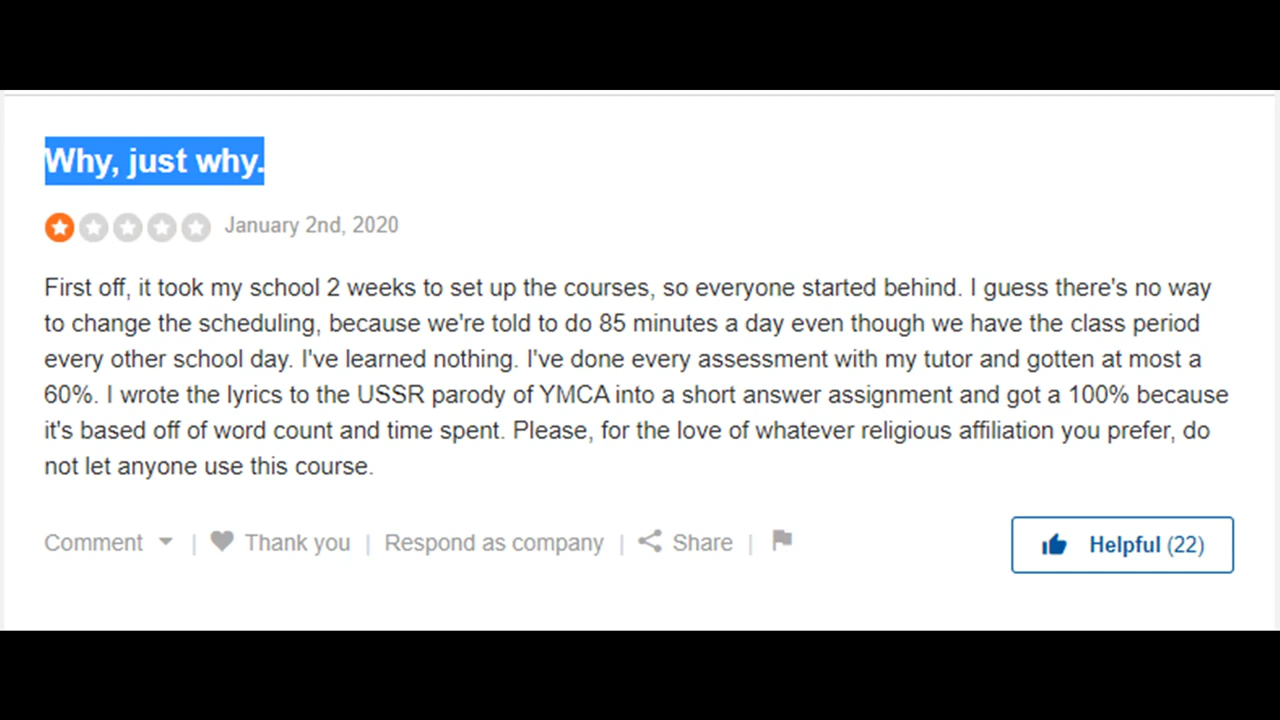 Why, just why.
January 2nd, 2020
First off, it took my school 2 weeks to set up the courses, so everyone started behind. I guess there's no way
to change the scheduling, because we're told to do 85 minutes a day even though we have the class period
every other school day. I've learned nothing. I've done every assessment with my tutor and gotten at most a
60%. I wrote the lyrics to the USSR parody of YMCA into a short answer assignment and got a 100% because
it's based off of word count and time spent. Please, for the love of whatever religious affiliation you prefer, do
not let anyone use this course.
Comment | Thank you | Respond as company | Share | Helpful (22)